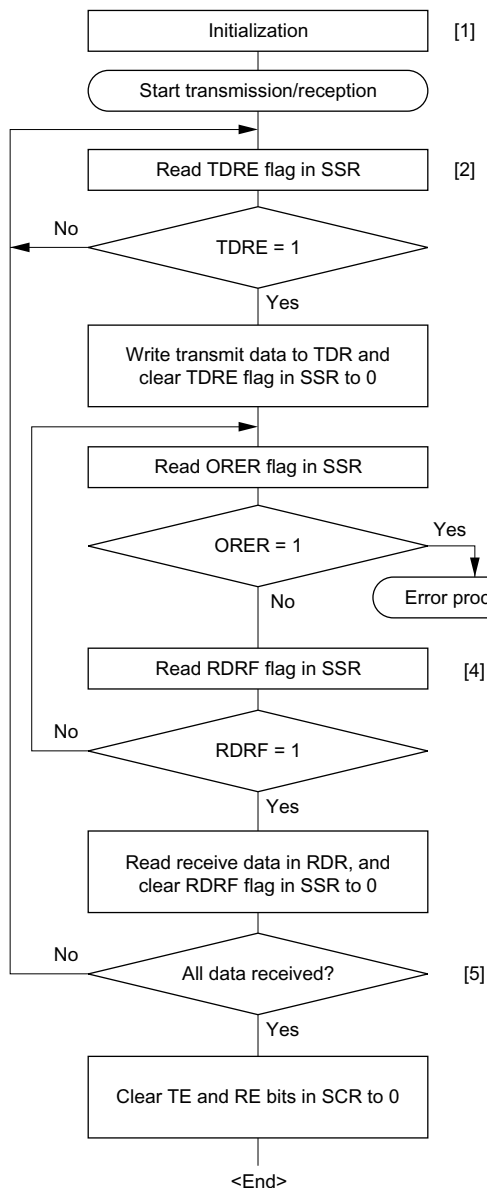 Initialization [1]
Start transmission/reception
Read TDRE flag in SSR [2]
No
TDRE = 1
Yes
Write transmit data to TDR and
clear TDRE flag in SSR to 0
Read ORER flag in SSR
Yes
ORER = 1
No
Error
Read RDRF flag in SSR [4]
No
RDRF = 1
Yes
Read receive data in RDR, and
clear RDRF flag in SSR to 0
No
All data received? [5]
Yes
Clear TE and RE bits in SCR to 0
<End>